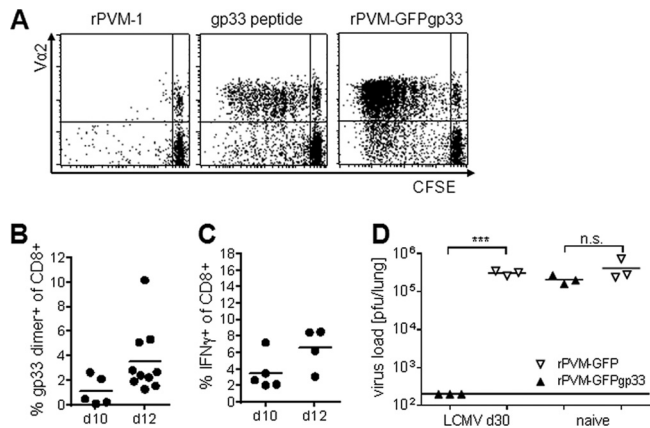 A
rPVM-1
gp33 peptide
rPVM-GFPgp33
Vα2
CFSE
B
% gp33 dimer+ of CD8+
12
10
8
6
4
2
0
d10
d12
C
% IFNγ+ of CD8+
18
16
14
12
10
8
6
4
2
0
d10
d12
D
virus load [pfu/lung]
10⁶
10⁵
10⁴
10³
10²
***
n.s.
▽ rPVM-GFP
▲ rPVM-GFPgp33
LCMV d30
naive